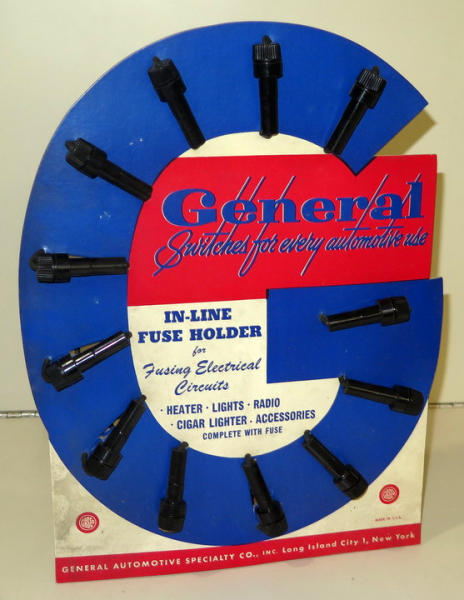 General
Switches for every automotive use
IN-LINE
FUSE HOLDER
for
Fusing Electrical
Circuits
· HEATER · LIGHTS · RADIO
· CIGAR LIGHTER · ACCESSORIES
COMPLETE WITH FUSE
MADE IN U.S.A.
GENERAL AUTOMOTIVE SPECIALTY CO., INC. Long Island City 1, New York